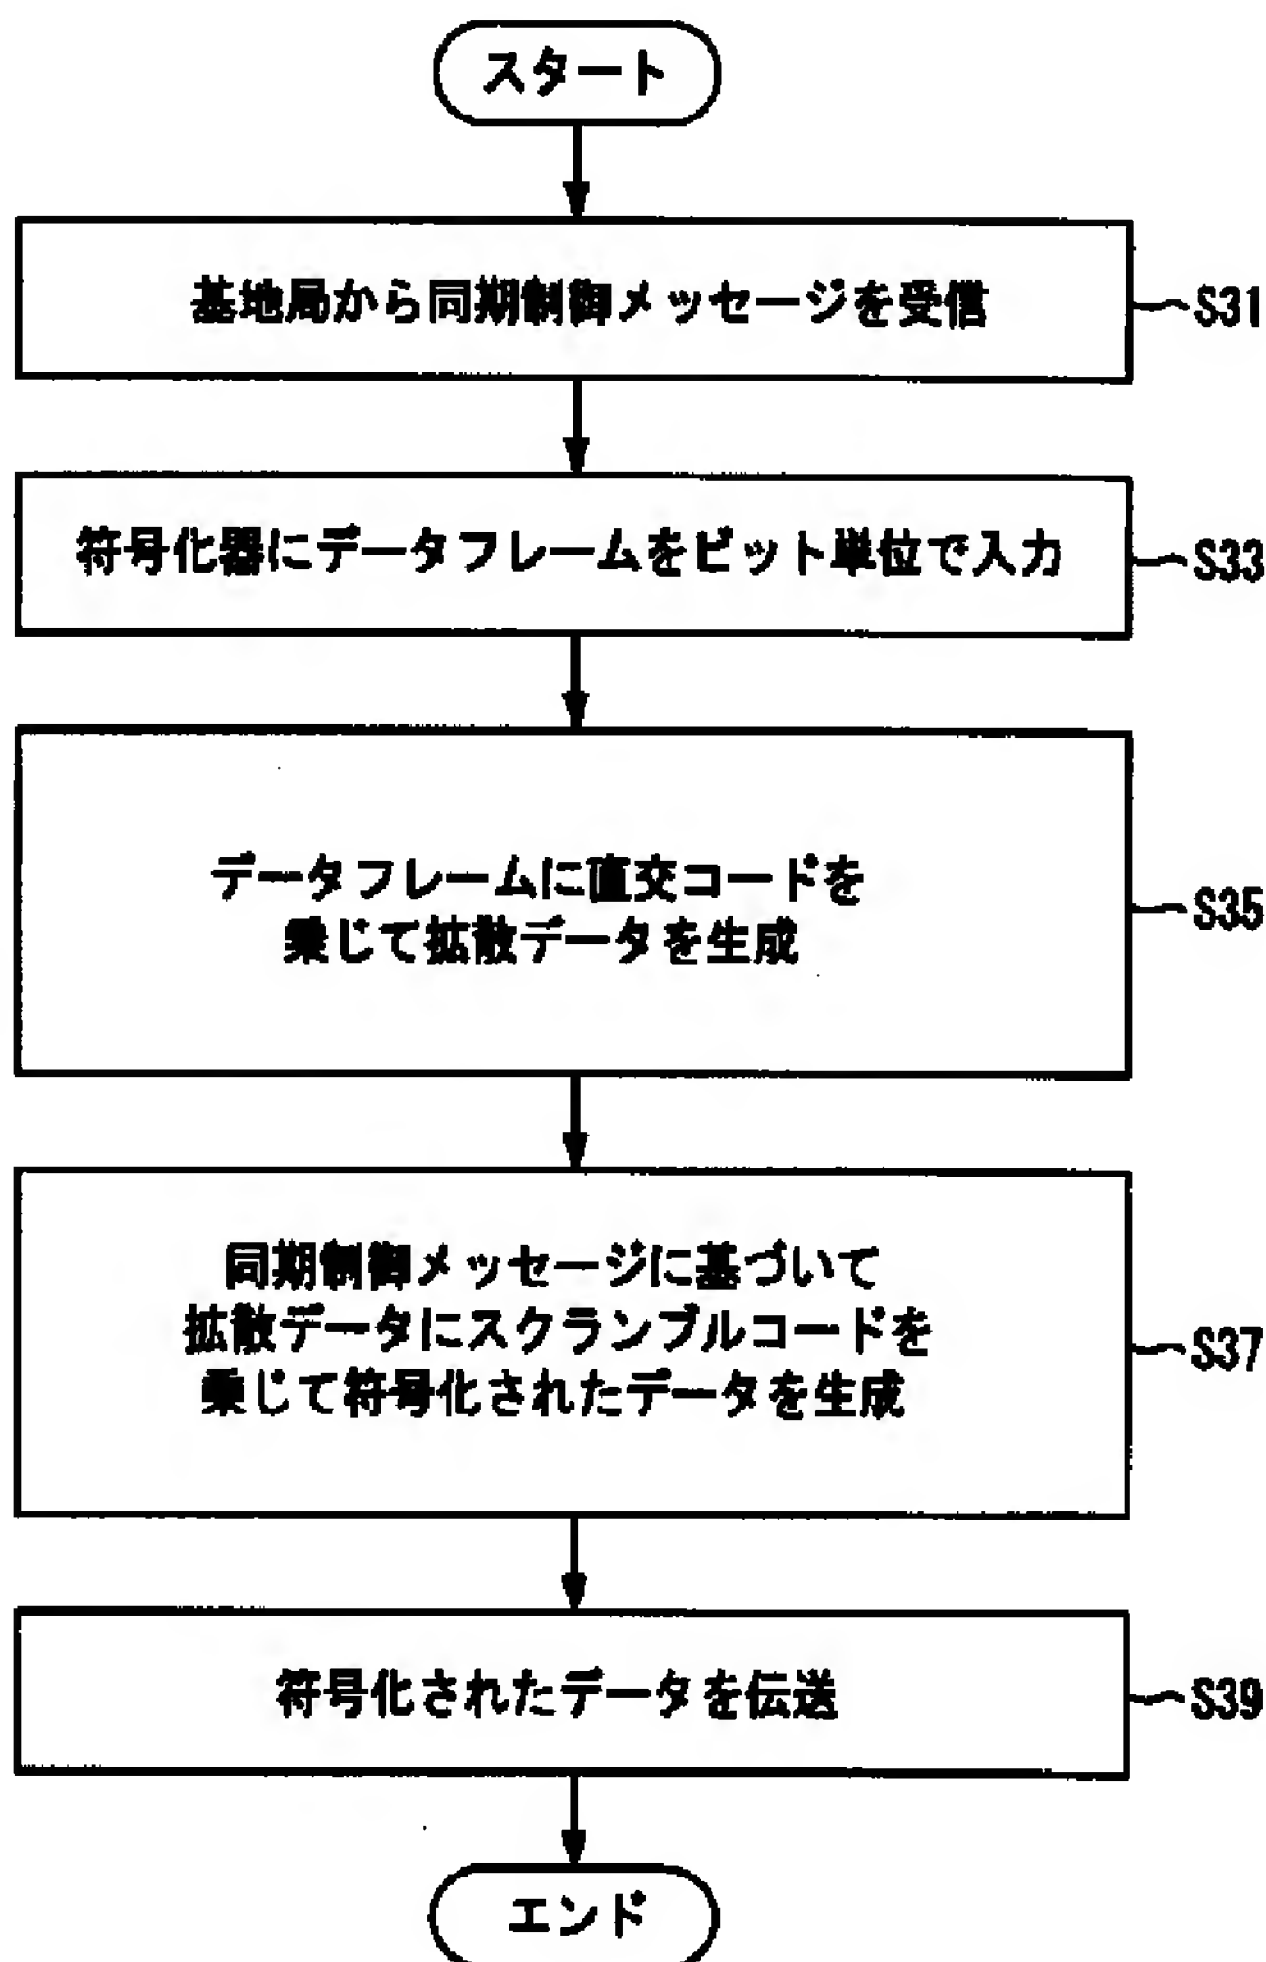 スタート
基地局から同期制御メッセージを受信
S31
符号化器にデータフレームをビット単位で入力
S33
データフレームに直交コードを
乗じて拡散データを生成
S35
同期制御メッセージに基づいて
拡散データにスクランブルコードを
乗じて符号化されたデータを生成
S37
符号化されたデータを伝送
S39
エンド